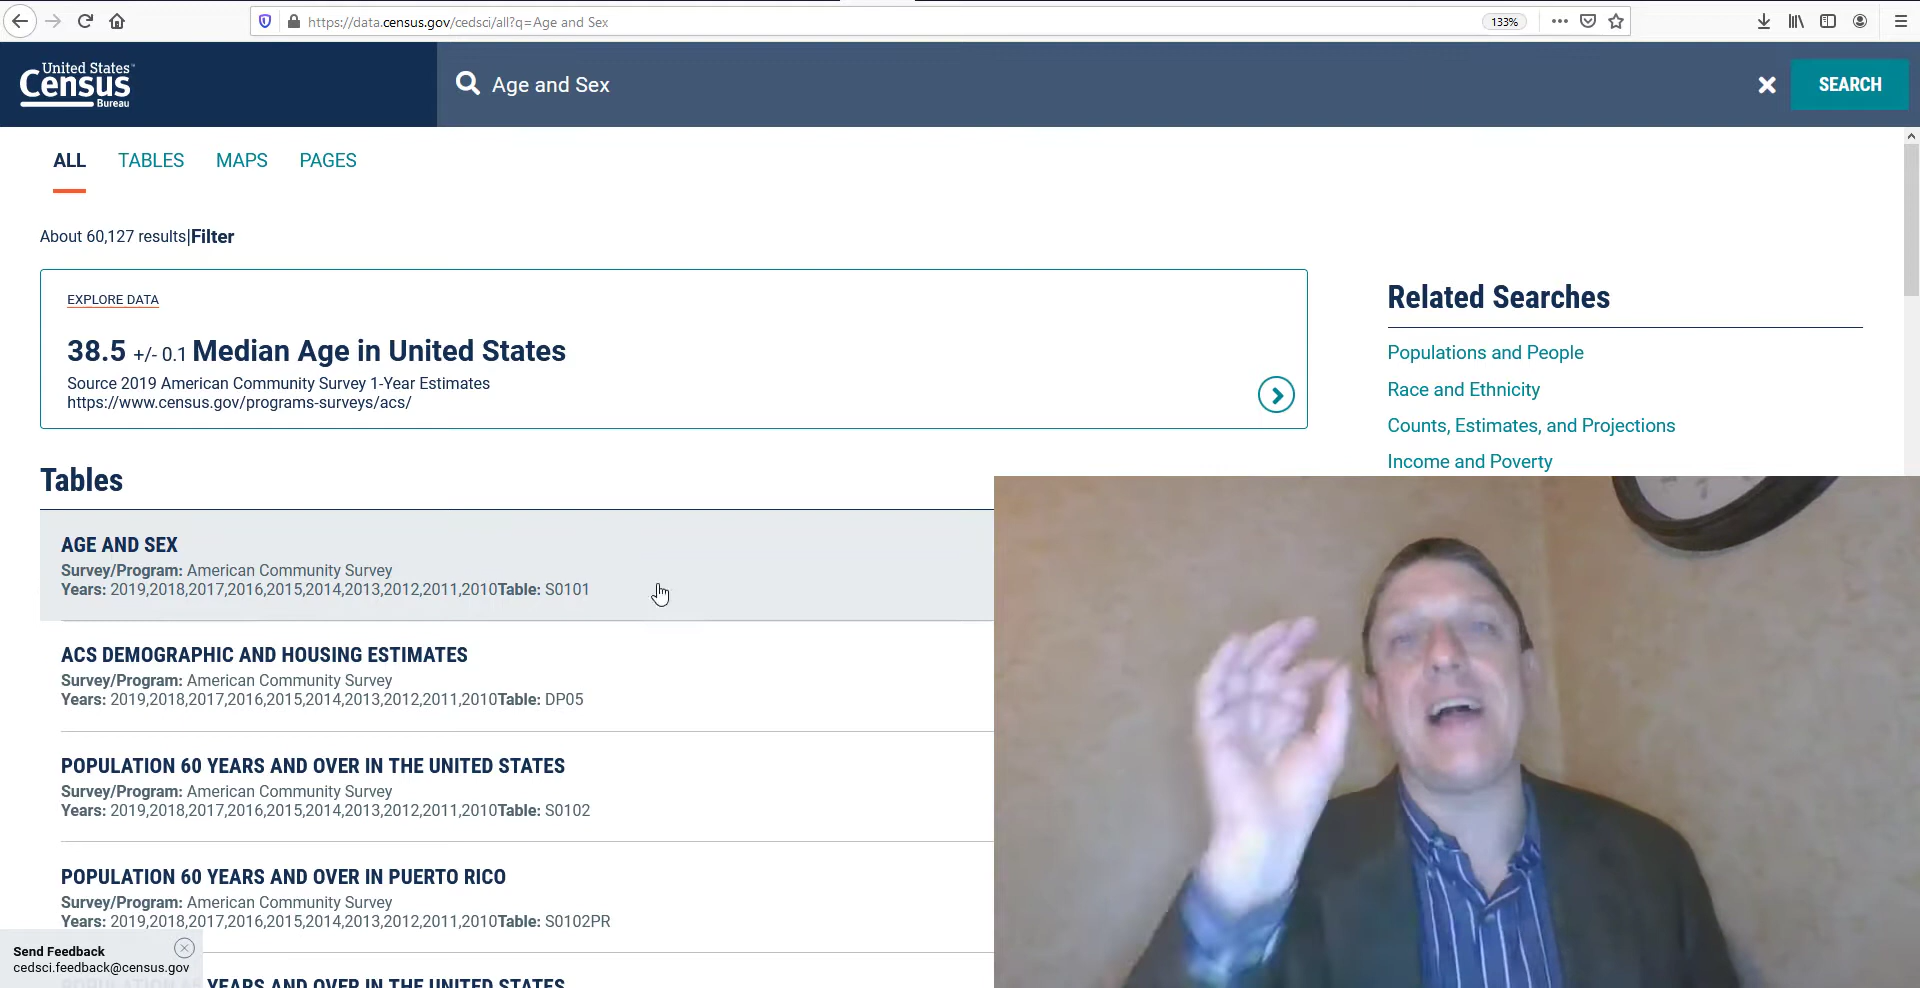 https://data.census.gov/cedsci/all?q=Age and Sex
133%
United States™
Census
Bureau
Age and Sex
SEARCH
ALL
TABLES
MAPS
PAGES
About 60,127 results|Filter
EXPLORE DATA
38.5 +/- 0.1 Median Age in United States
Source 2019 American Community Survey 1-Year Estimates
https://www.census.gov/programs-surveys/acs/
Related Searches
Populations and People
Race and Ethnicity
Counts, Estimates, and Projections
Income and Poverty
Tables
AGE AND SEX
Survey/Program: American Community Survey
Years: 2019,2018,2017,2016,2015,2014,2013,2012,2011,2010Table: S0101
ACS DEMOGRAPHIC AND HOUSING ESTIMATES
Survey/Program: American Community Survey
Years: 2019,2018,2017,2016,2015,2014,2013,2012,2011,2010Table: DP05
POPULATION 60 YEARS AND OVER IN THE UNITED STATES
Survey/Program: American Community Survey
Years: 2019,2018,2017,2016,2015,2014,2013,2012,2011,2010Table: S0102
POPULATION 60 YEARS AND OVER IN PUERTO RICO
Survey/Program: American Community Survey
Years: 2019,2018,2017,2016,2015,2014,2013,2012,2011,2010Table: S0102PR
Send Feedback
cedsci.feedback@census.gov
YEARS AND OVER IN THE UNITED STATES